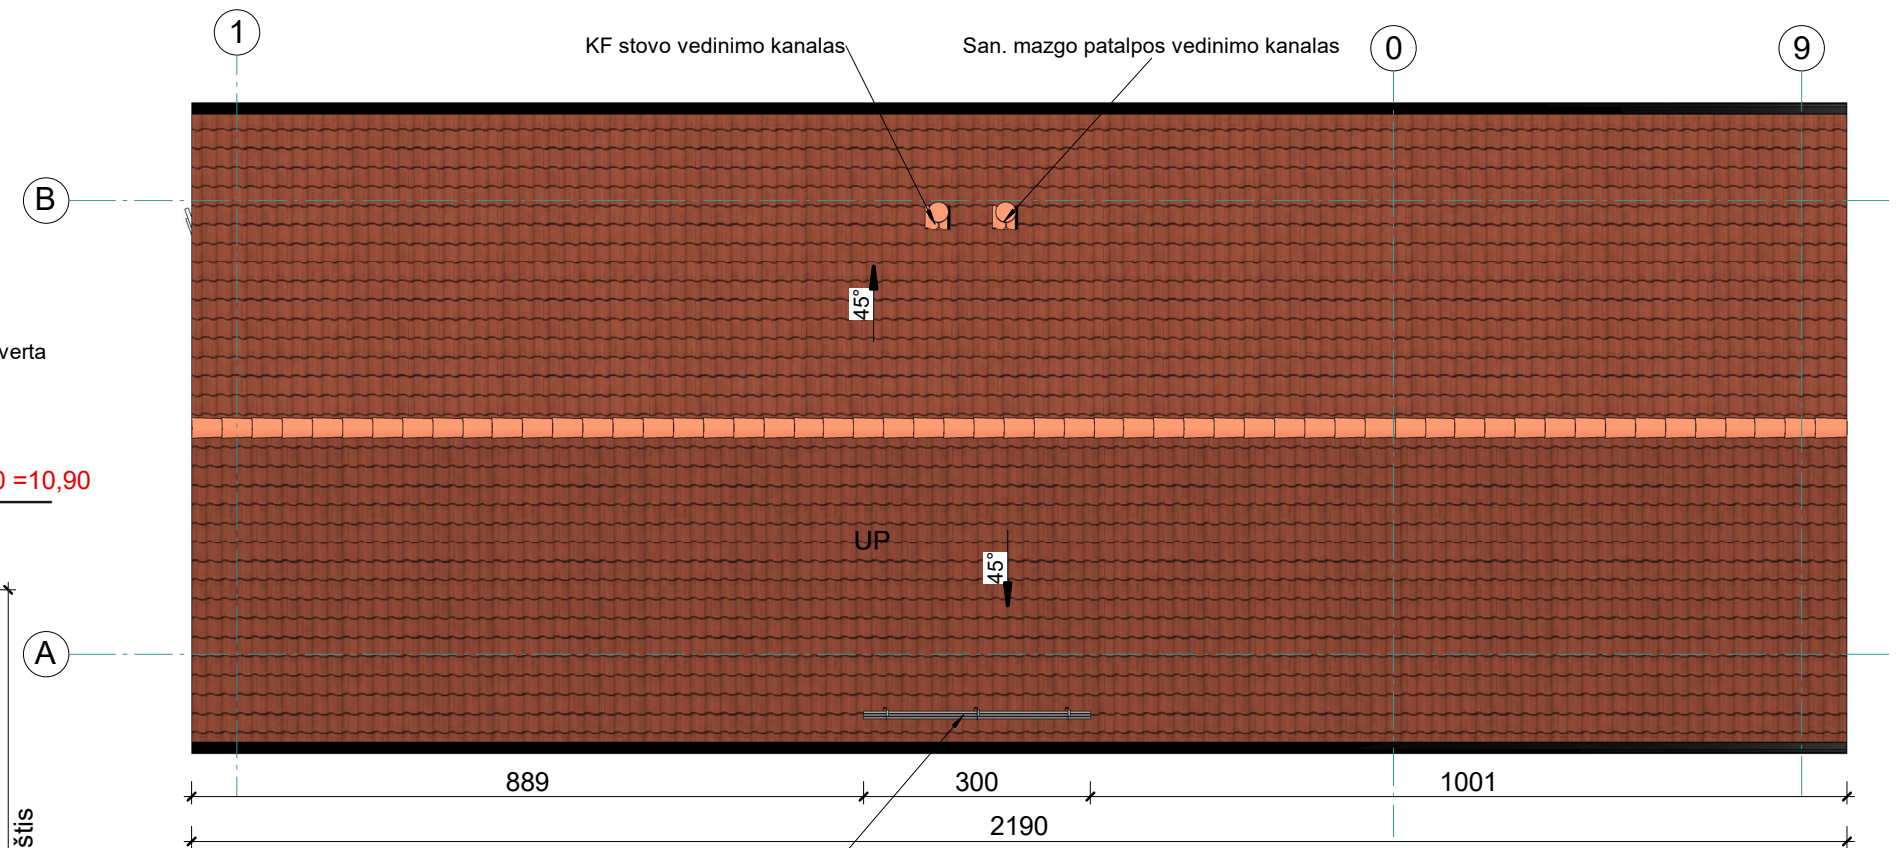 1
KF stovo vedinimo kanalas
San. mazgo patalpos vedinimo kanalas
0
9
B
45°
verta
0 =10,90
UP
45°
A
889
300
1001
2190
štis